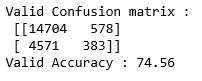 Valid Confusion matrix :
[[14704 578]
[ 4571 383]]
Valid Accuracy : 74.56